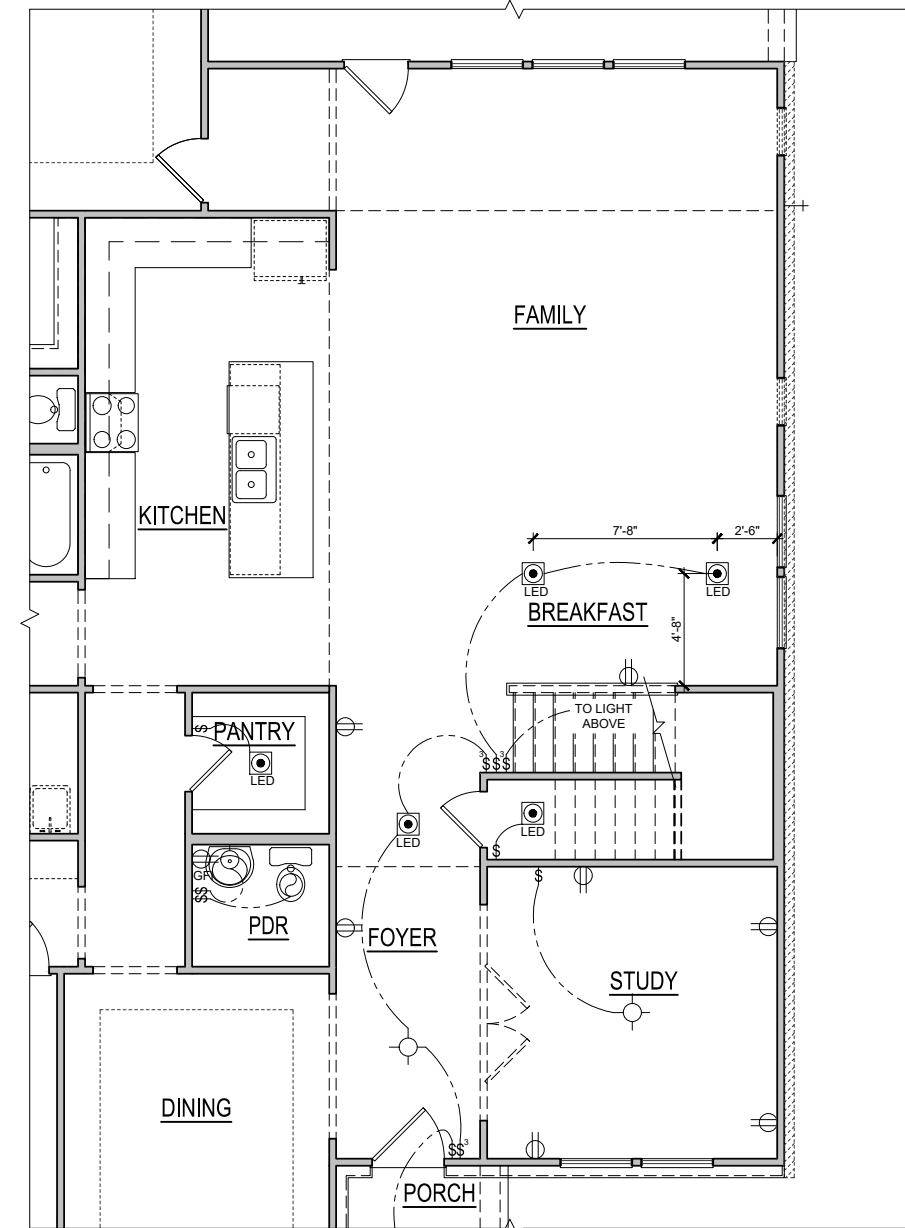 FAMILY
KITCHEN
7'-8"
2'-6"
LED
LED
BREAKFAST
4'-8"
TO LIGHT
ABOVE
PANTRY
$
LED
3
$
$
3
$
LED
LED
$
GFI
$$
PDR
FOYER
$
STUDY
DINING
$$
3
PORCH